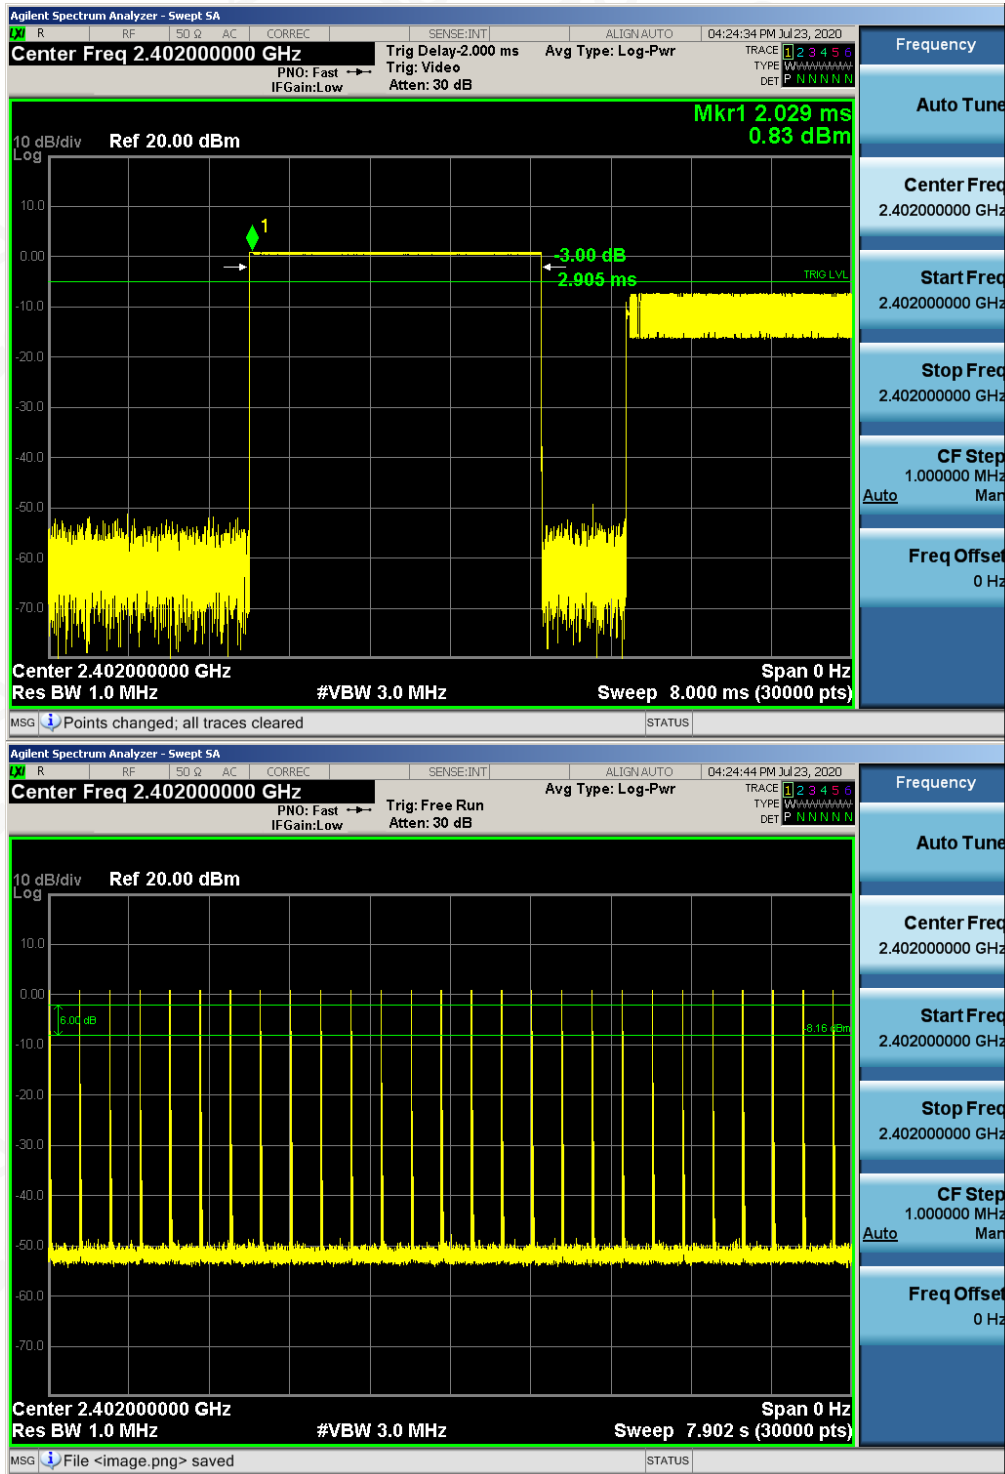 Agilent Spectrum Analyzer - Swept SA
LXI R RF 50 Ω AC CORREC SENSE:INT ALIGN AUTO 04:24:34 PM Jul 23, 2020
Center Freq 2.402000000 GHz
PNO: Fast
IFGain:Low
Trig Delay-2.000 ms
Trig: Video
Atten: 30 dB
Avg Type: Log-Pwr
TRACE 1 2 3 4 5 6
TYPE
DET P N N N N N
Frequency
Auto Tune
Center Freq
2.402000000 GHz
Start Freq
2.402000000 GHz
Stop Freq
2.402000000 GHz
CF Step
1.000000 MHz
Auto Man
Freq Offset
0 Hz
Mkr1 2.029 ms
0.83 dBm
10 dB/div Ref 20.00 dBm
Log
10.0
1
0.00
-3.00 dB
2.905 ms
TRIG LVL
-10.0
-20.0
-30.0
-40.0
-50.0
-60.0
-70.0
Center 2.402000000 GHz Span 0 Hz
Res BW 1.0 MHz #VBW 3.0 MHz Sweep 8.000 ms (30000 pts)
MSG Points changed; all traces cleared STATUS
Agilent Spectrum Analyzer - Swept SA
LXI R RF 50 Ω AC CORREC SENSE:INT ALIGN AUTO 04:24:44 PM Jul 23, 2020
Center Freq 2.402000000 GHz
PNO: Fast
IFGain:Low
Trig: Free Run
Atten: 30 dB
Avg Type: Log-Pwr
TRACE 1 2 3 4 5 6
TYPE
DET P N N N N N
Frequency
Auto Tune
Center Freq
2.402000000 GHz
Start Freq
2.402000000 GHz
Stop Freq
2.402000000 GHz
CF Step
1.000000 MHz
Auto Man
Freq Offset
0 Hz
10 dB/div Ref 20.00 dBm
Log
10.0
0.00
6.00 dB
-8.16 dBm
-10.0
-20.0
-30.0
-40.0
-50.0
-60.0
-70.0
Center 2.402000000 GHz Span 0 Hz
Res BW 1.0 MHz #VBW 3.0 MHz Sweep 7.902 s (30000 pts)
MSG File <image.png> saved STATUS